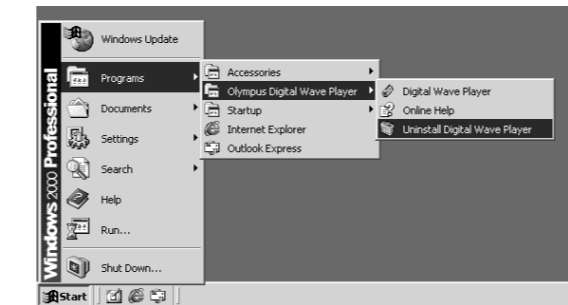 Windows 2000 Professional
Windows Update
Programs
Documents
Settings
Search
Help
Run...
Shut Down...
Accessories
Olympus Digital Wave Player
Startup
Internet Explorer
Outlook Express
Digital Wave Player
Online Help
Uninstall Digital Wave Player
Start